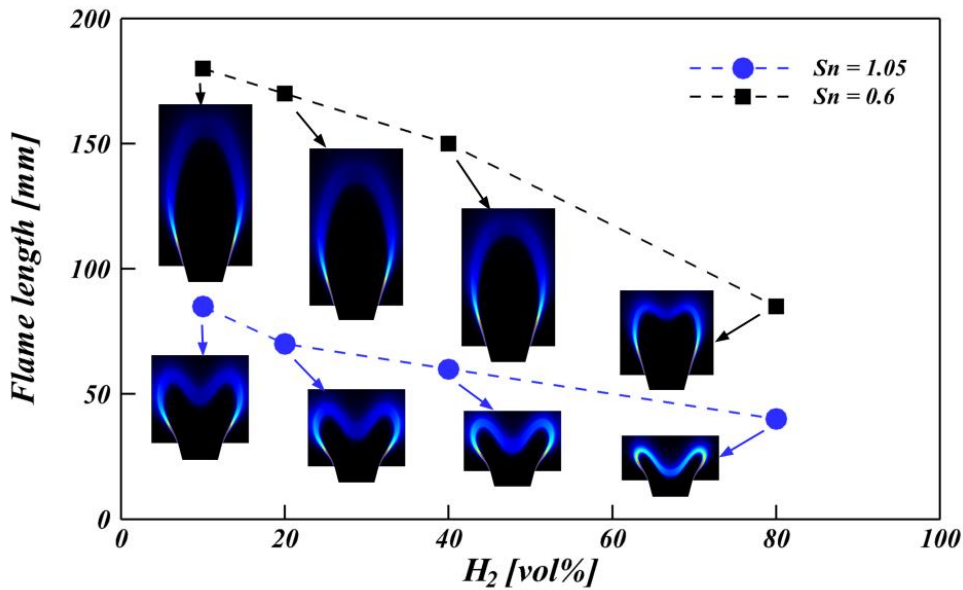 200
150
100
50
0
Flame length [mm]
Sn = 1.05
Sn = 0.6
0 20 40 60 80 100
H₂ [vol%]